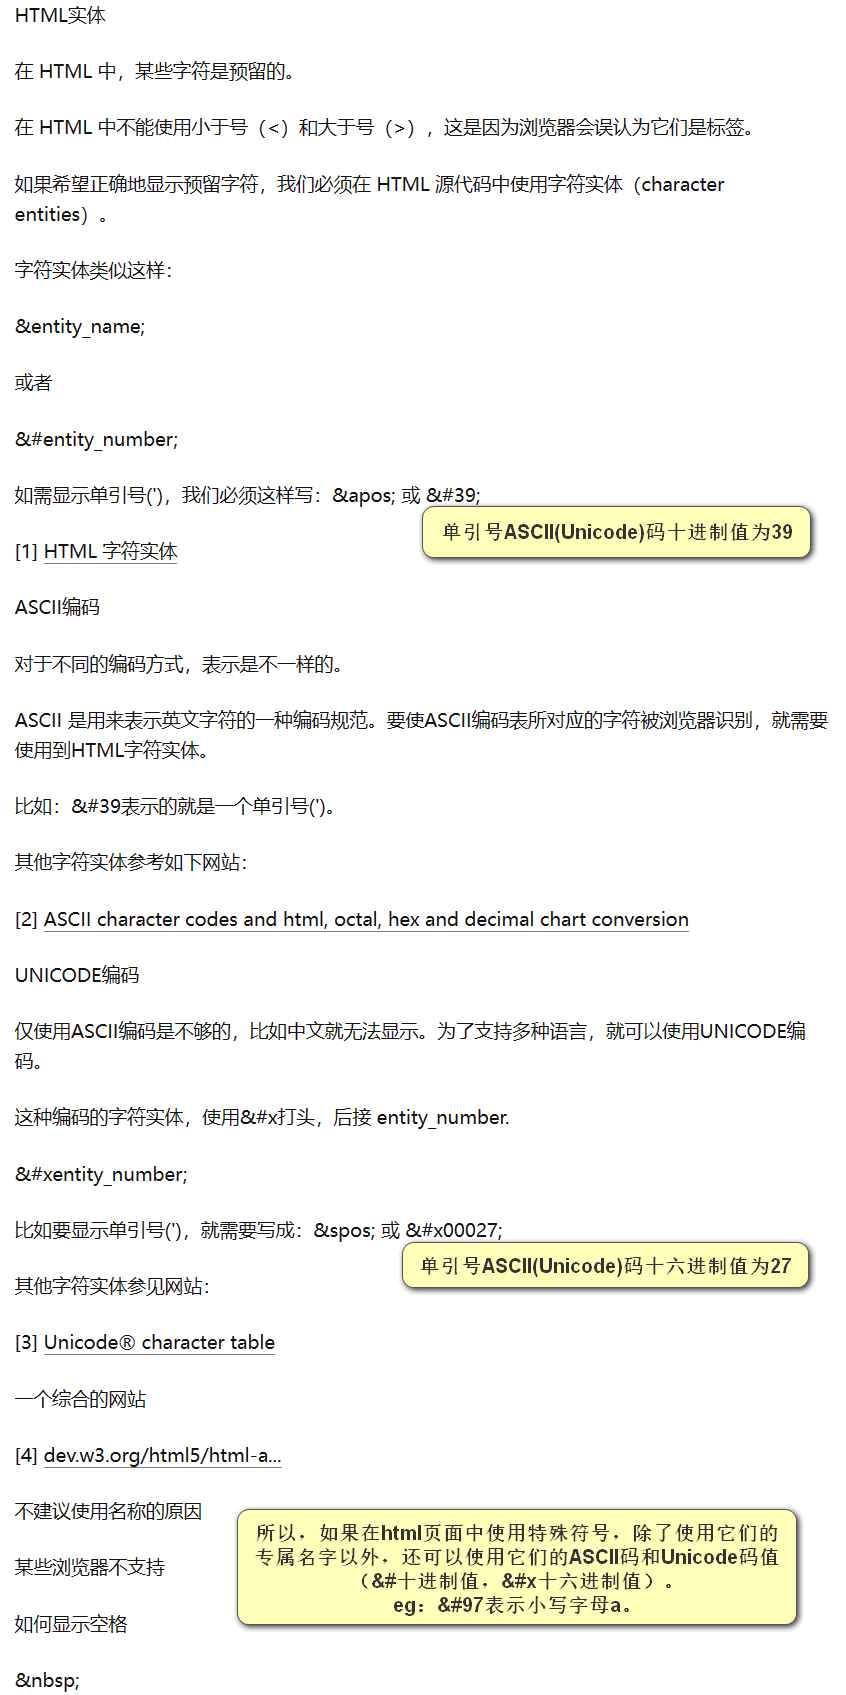 HTML实体
在 HTML 中，某些字符是预留的。
在 HTML 中不能使用小于号（<）和大于号（>），这是因为浏览器会误认为它们是标签。
如果希望正确地显示预留字符，我们必须在 HTML 源代码中使用字符实体（character
entities）。
字符实体类似这样：
&entity_name;
或者
&#entity_number;
如需显示单引号(')，我们必须这样写：&apos; 或 &#39;
单引号ASCII(Unicode)码十进制值为39
[1] HTML 字符实体
ASCII编码
对于不同的编码方式，表示是不一样的。
ASCII 是用来表示英文字符的一种编码规范。要使ASCII编码表所对应的字符被浏览器识别，就需要
使用到HTML字符实体。
比如：&#39表示的就是一个单引号(')。
其他字符实体参考如下网站：
[2] ASCII character codes and html, octal, hex and decimal chart conversion
UNICODE编码
仅使用ASCII编码是不够的，比如中文就无法显示。为了支持多种语言，就可以使用UNICODE编
码。
这种编码的字符实体，使用&#x打头，后接 entity_number.
&#xentity_number;
比如要显示单引号(')，就需要写成：&spos; 或 &#x00027;
单引号ASCII(Unicode)码十六进制值为27
其他字符实体参见网站：
[3] Unicode® character table
一个综合的网站
[4] dev.w3.org/html5/html-a...
不建议使用名称的原因
某些浏览器不支持
所以，如果在html页面中使用特殊符号，除了使用它们的
专属名字以外，还可以使用它们的ASCII码和Unicode码值
（&#十进制值，&#x十六进制值）。
eg：&#97表示小写字母a。
如何显示空格
&nbsp;